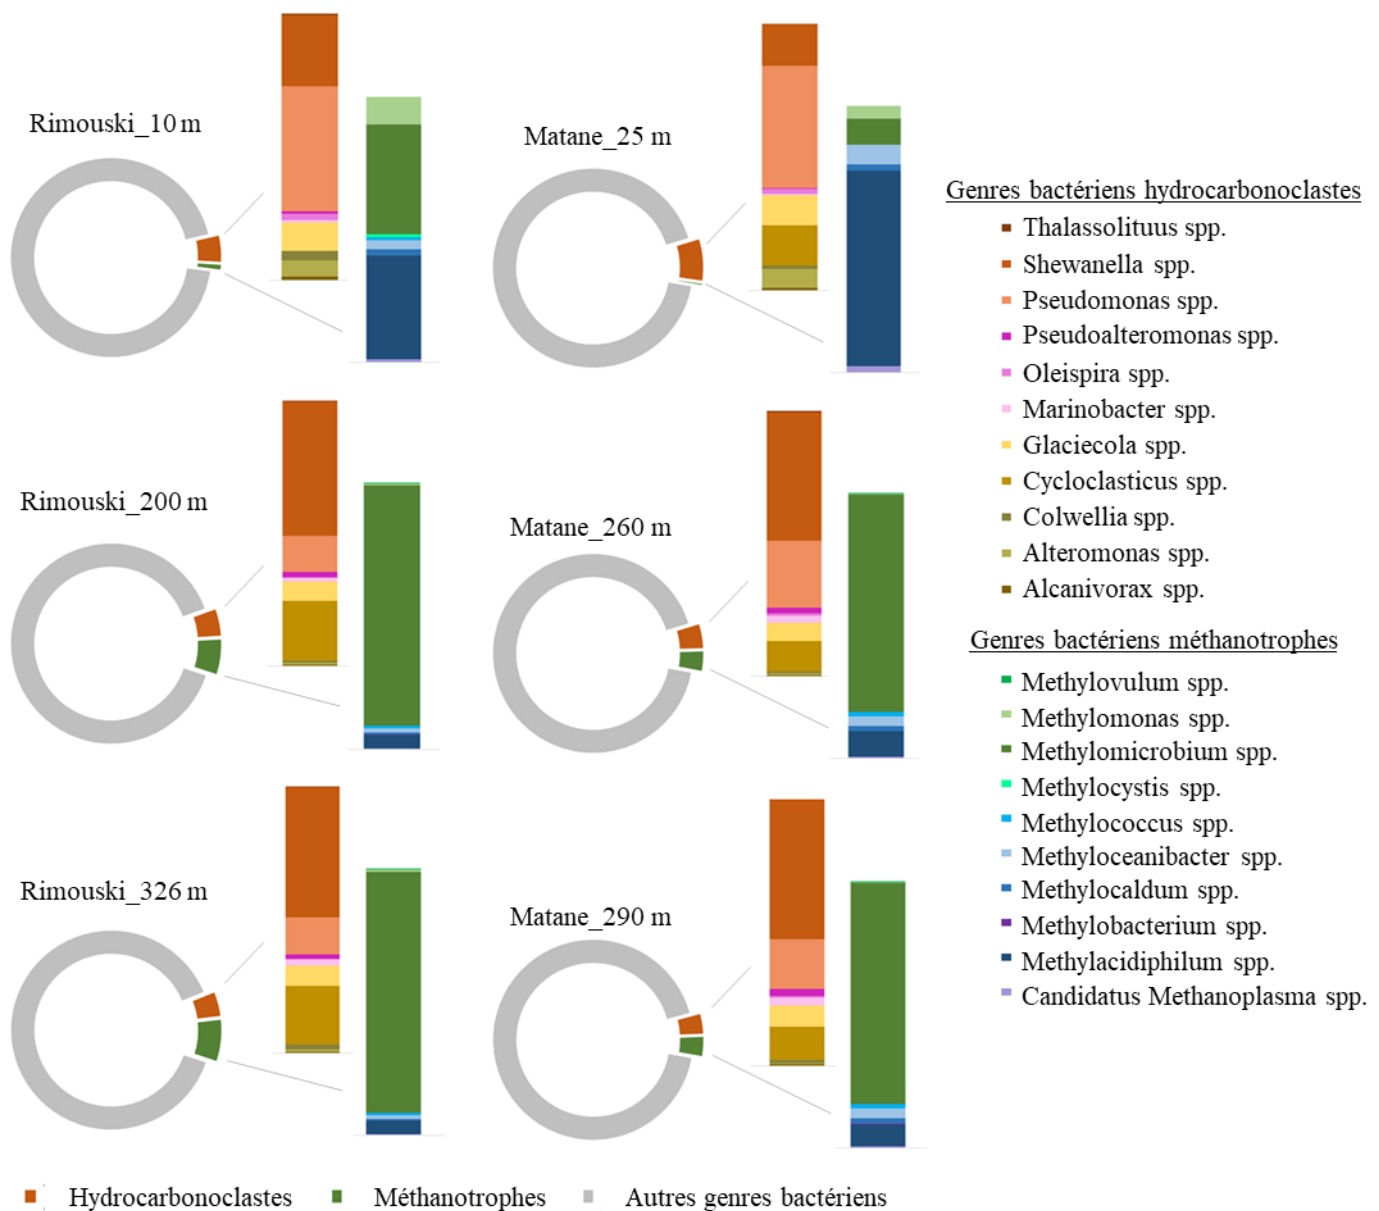 Rimouski_10 m
Matane_25 m
Genres bactériens hydrocarbonoclastes
Thalassolituus spp.
Shewanella spp.
Pseudomonas spp.
Pseudoalteromonas spp.
Oleispira spp.
Marinobacter spp.
Glaciecola spp.
Cycloclasticus spp.
Colwellia spp.
Alteromonas spp.
Alcanivorax spp.
Rimouski_200 m
Matane_260 m
Genres bactériens méthanotrophes
Methylovulum spp.
Methylomonas spp.
Methylomicrobium spp.
Methylocystis spp.
Methylococcus spp.
Methyloceanibacter spp.
Methylocaldum spp.
Methylobacterium spp.
Methylacidiphilum spp.
Candidatus Methanoplasma spp.
Rimouski_326 m
Matane_290 m
Hydrocarbonoclastes
Méthanotrophes
Autres genres bactériens